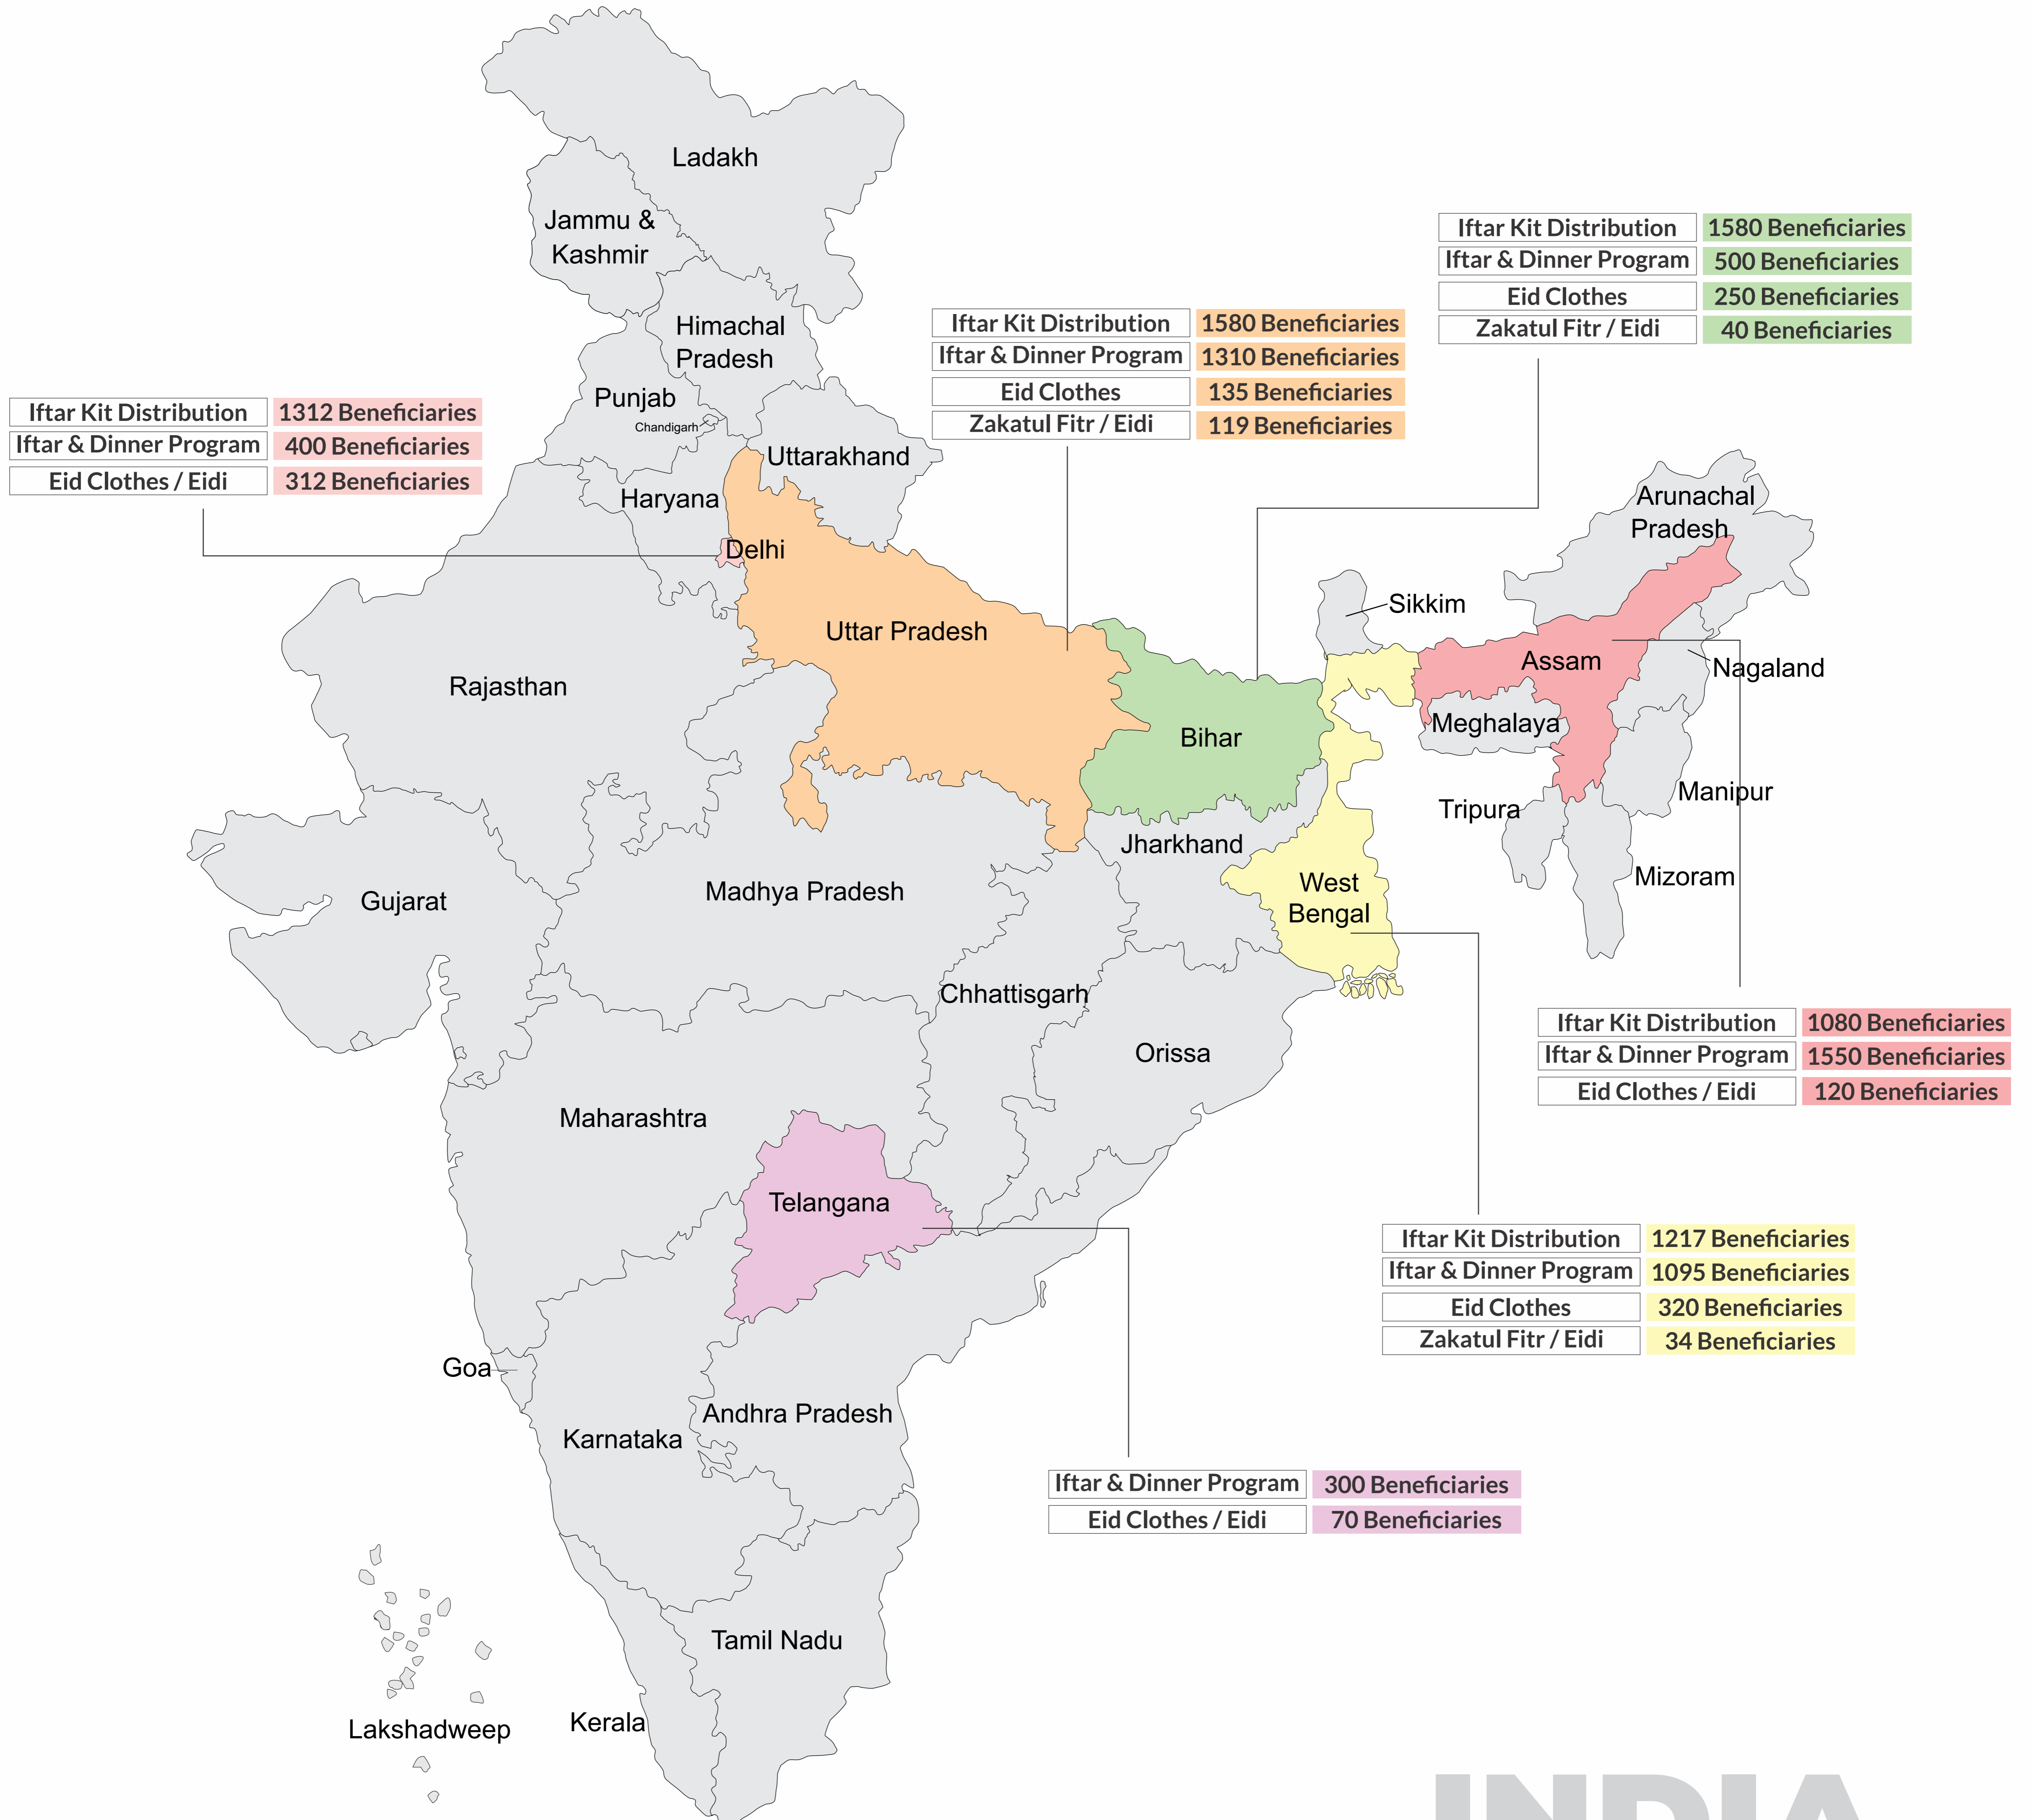 Ladakh
Jammu &
Kashmir
Himachal
Pradesh
Punjab
Chandigarh
Uttarakhand
Haryana
Delhi
Iftar Kit Distribution 1312 Beneficiaries
Iftar & Dinner Program 400 Beneficiaries
Eid Clothes / Eidi 312 Beneficiaries
Iftar Kit Distribution 1580 Beneficiaries
Iftar & Dinner Program 1310 Beneficiaries
Eid Clothes 135 Beneficiaries
Zakatul Fitr / Eidi 119 Beneficiaries
Iftar Kit Distribution 1580 Beneficiaries
Iftar & Dinner Program 500 Beneficiaries
Eid Clothes 250 Beneficiaries
Zakatul Fitr / Eidi 40 Beneficiaries
Arunachal
Pradesh
Sikkim
Uttar Pradesh
Assam
Nagaland
Rajasthan
Meghalaya
Bihar
Manipur
Tripura
Jharkhand
Mizoram
West
Bengal
Madhya Pradesh
Gujarat
Chhattisgarh
Orissa
Iftar Kit Distribution 1080 Beneficiaries
Iftar & Dinner Program 1550 Beneficiaries
Eid Clothes / Eidi 120 Beneficiaries
Maharashtra
Telangana
Iftar Kit Distribution 1217 Beneficiaries
Iftar & Dinner Program 1095 Beneficiaries
Eid Clothes 320 Beneficiaries
Zakatul Fitr / Eidi 34 Beneficiaries
Goa
Andhra Pradesh
Karnataka
Iftar & Dinner Program 300 Beneficiaries
Eid Clothes / Eidi 70 Beneficiaries
Tamil Nadu
Kerala
Lakshadweep
INDIA